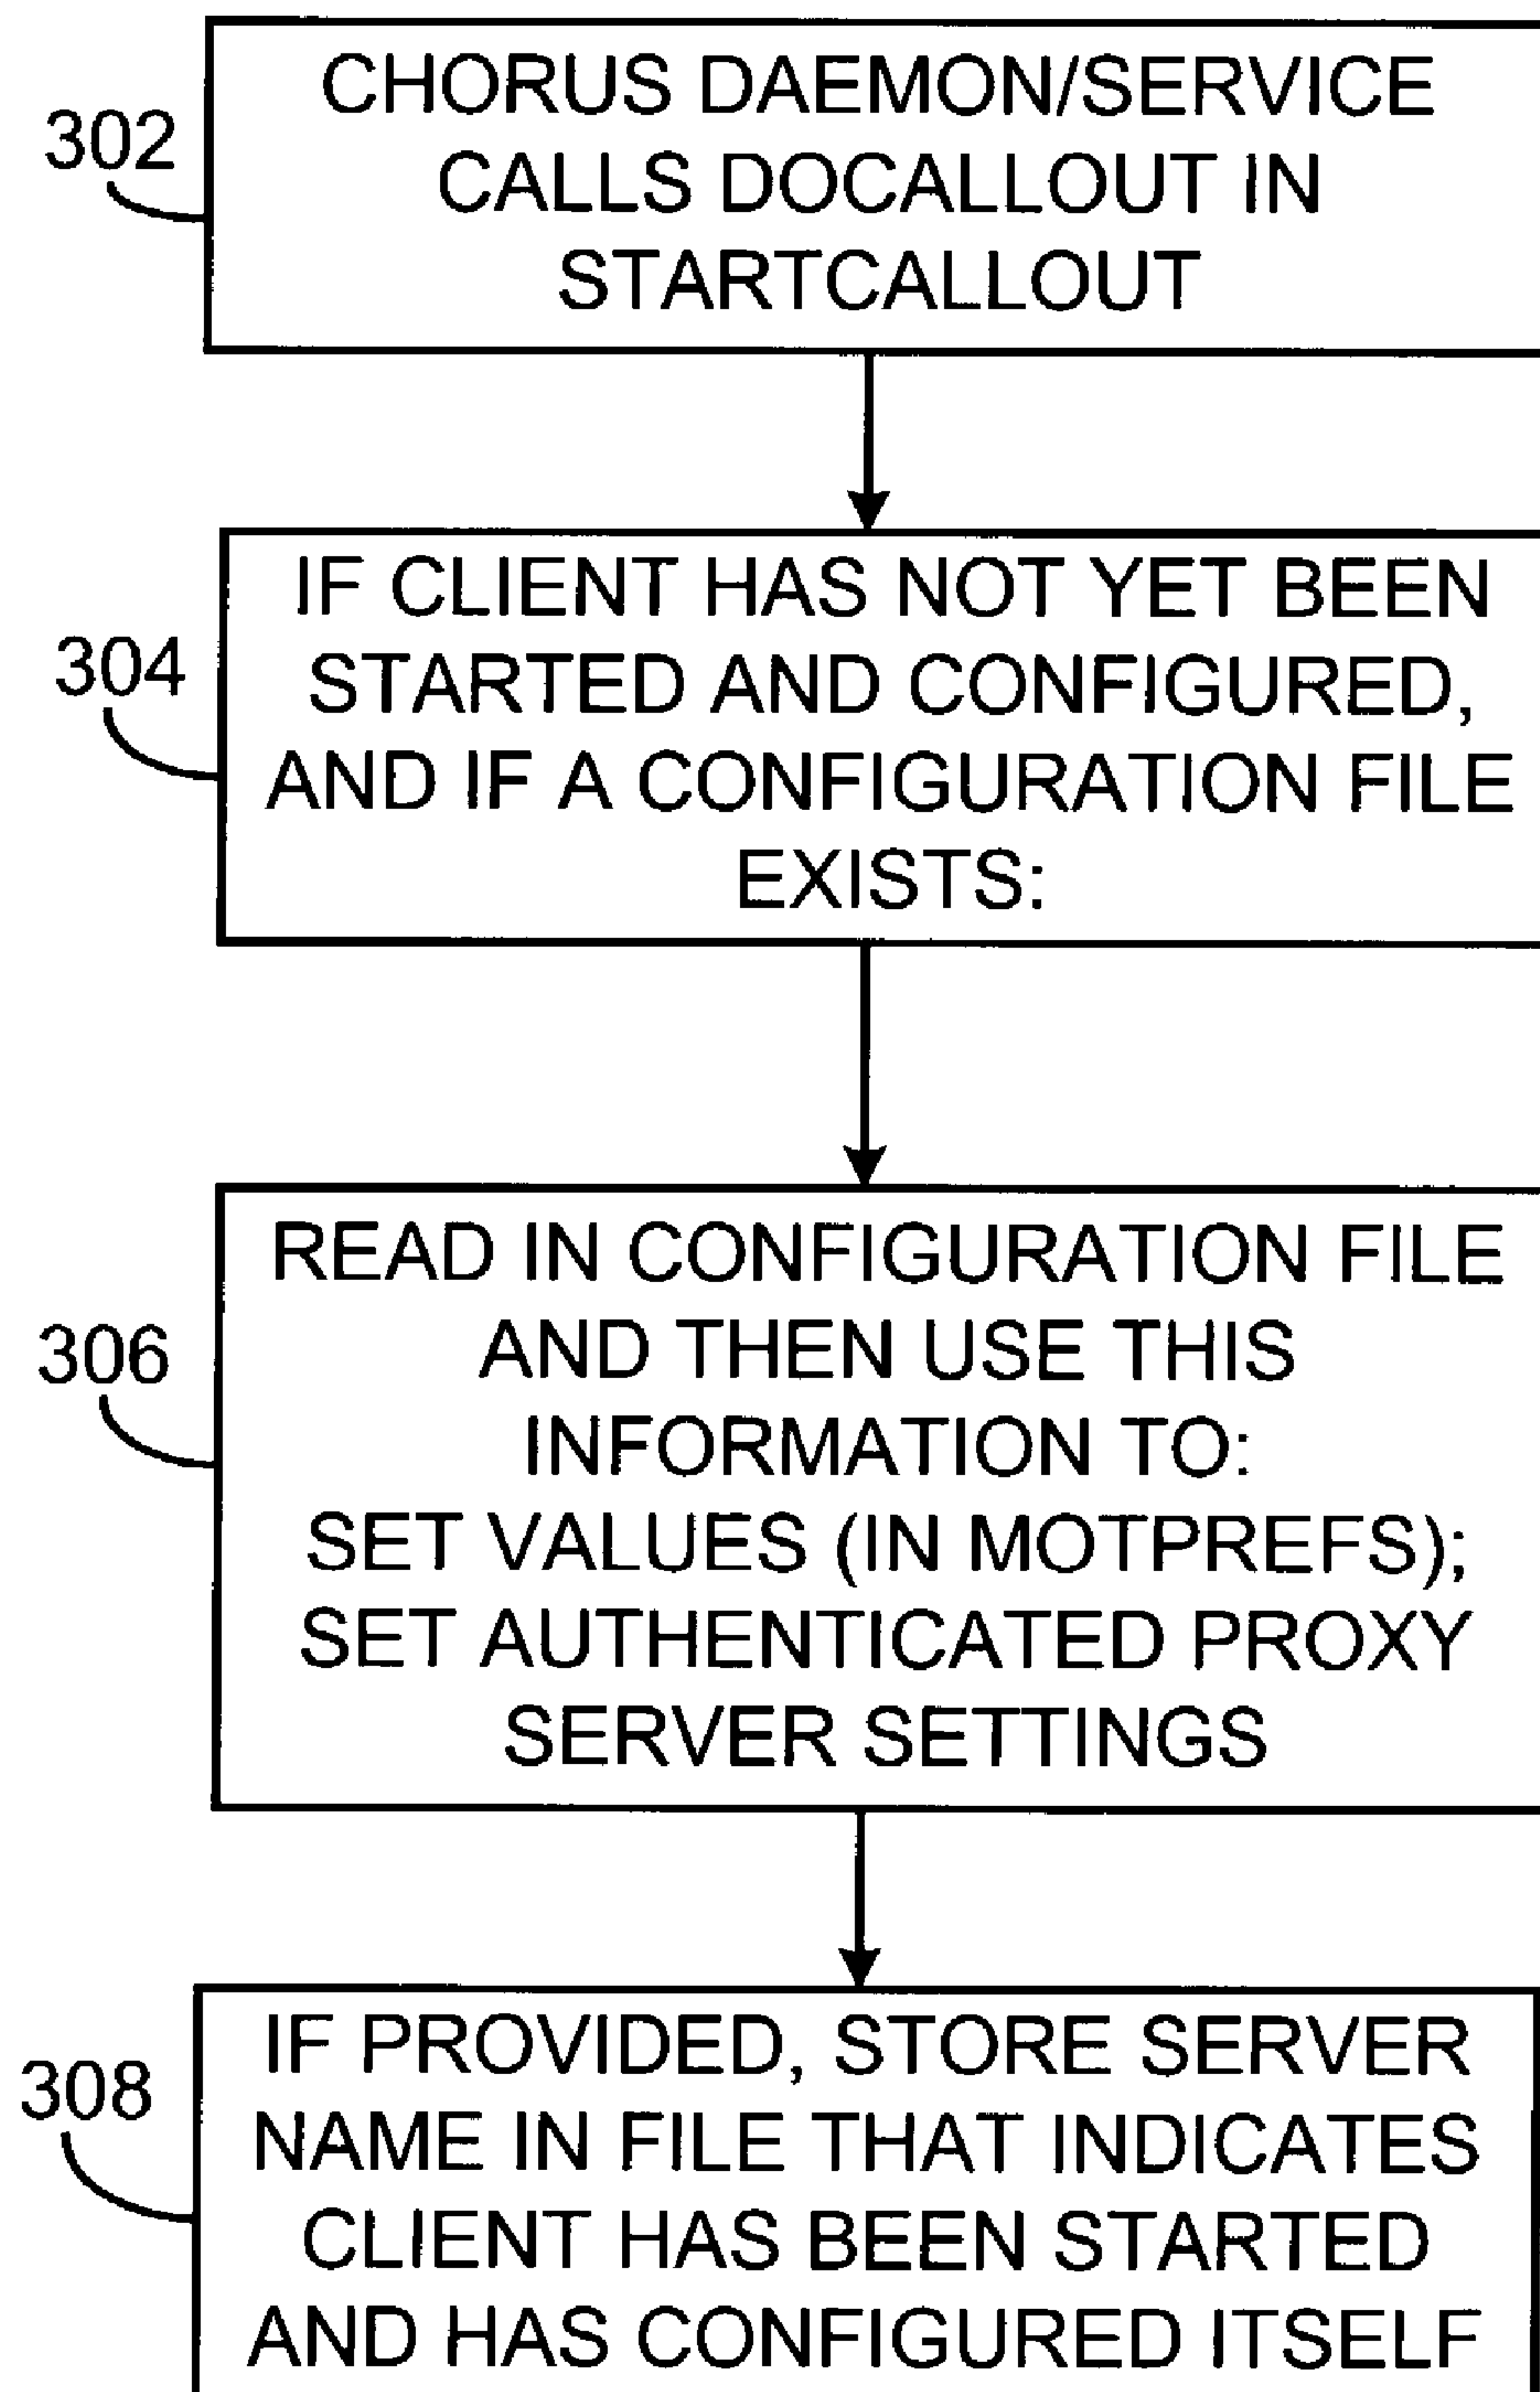 302
CHORUS DAEMON/SERVICE
CALLS DOCALLOUT IN
STARTCALLOUT
304
IF CLIENT HAS NOT YET BEEN
STARTED AND CONFIGURED,
AND IF A CONFIGURATION FILE
EXISTS:
306
READ IN CONFIGURATION FILE
AND THEN USE THIS
INFORMATION TO:
SET VALUES (IN MOTPREFS);
SET AUTHENTICATED PROXY
SERVER SETTINGS
308
IF PROVIDED, STORE SERVER
NAME IN FILE THAT INDICATES
CLIENT HAS BEEN STARTED
AND HAS CONFIGURED ITSELF